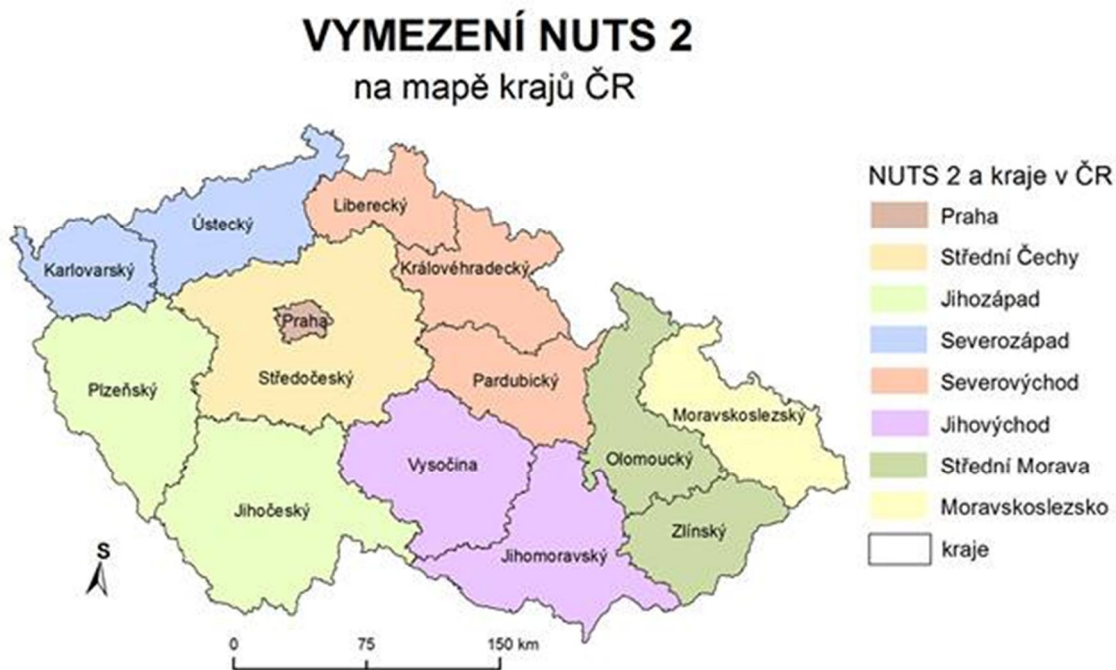 VYMEZENÍ NUTS 2
na mapě krajů ČR
Liberecký
Ústecký
Karlovarský
Královéhradecký
Praha
Plzeňský
Středočeský
Pardubický
Moravskoslezský
Vysočina
Olomoucký
Jihočeský
Zlínský
Jihomoravský
NUTS 2 a kraje v ČR
Praha
Střední Čechy
Jihozápad
Severozápad
Severovýchod
Jihovýchod
Střední Morava
Moravskoslezsko
kraje
S
0 75 150 km